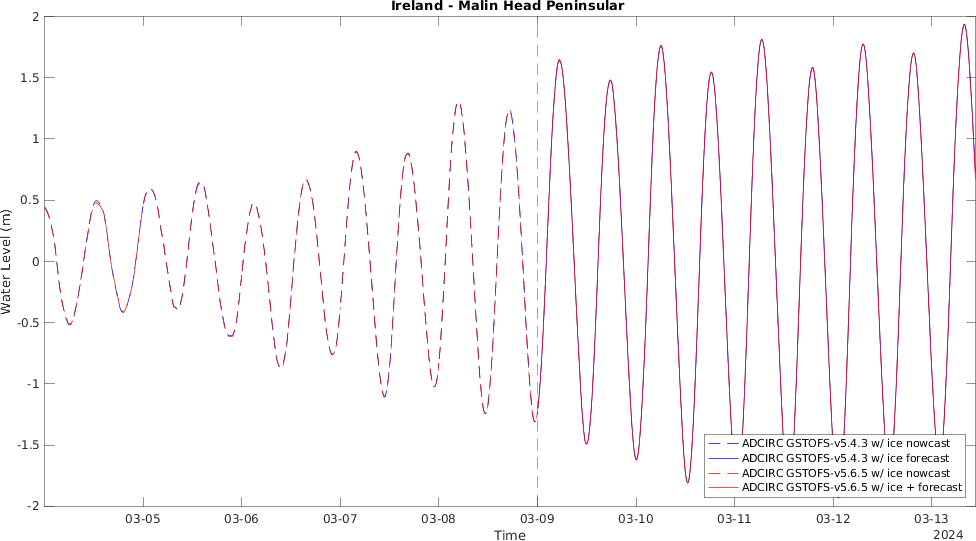 Ireland - Malin Head Peninsular
2
1.5
1
0.5
0
-0.5
-1
-1.5
-2
Water Level (m)
ADCIRC GSTOFS-v5.4.3 w/ ice nowcast
ADCIRC GSTOFS-v5.4.3 w/ ice forecast
ADCIRC GSTOFS-v5.6.5 w/ ice nowcast
ADCIRC GSTOFS-v5.6.5 w/ ice + forecast
03-05 03-06 03-07 03-08 03-09 03-10 03-11 03-12 03-13
Time 2024